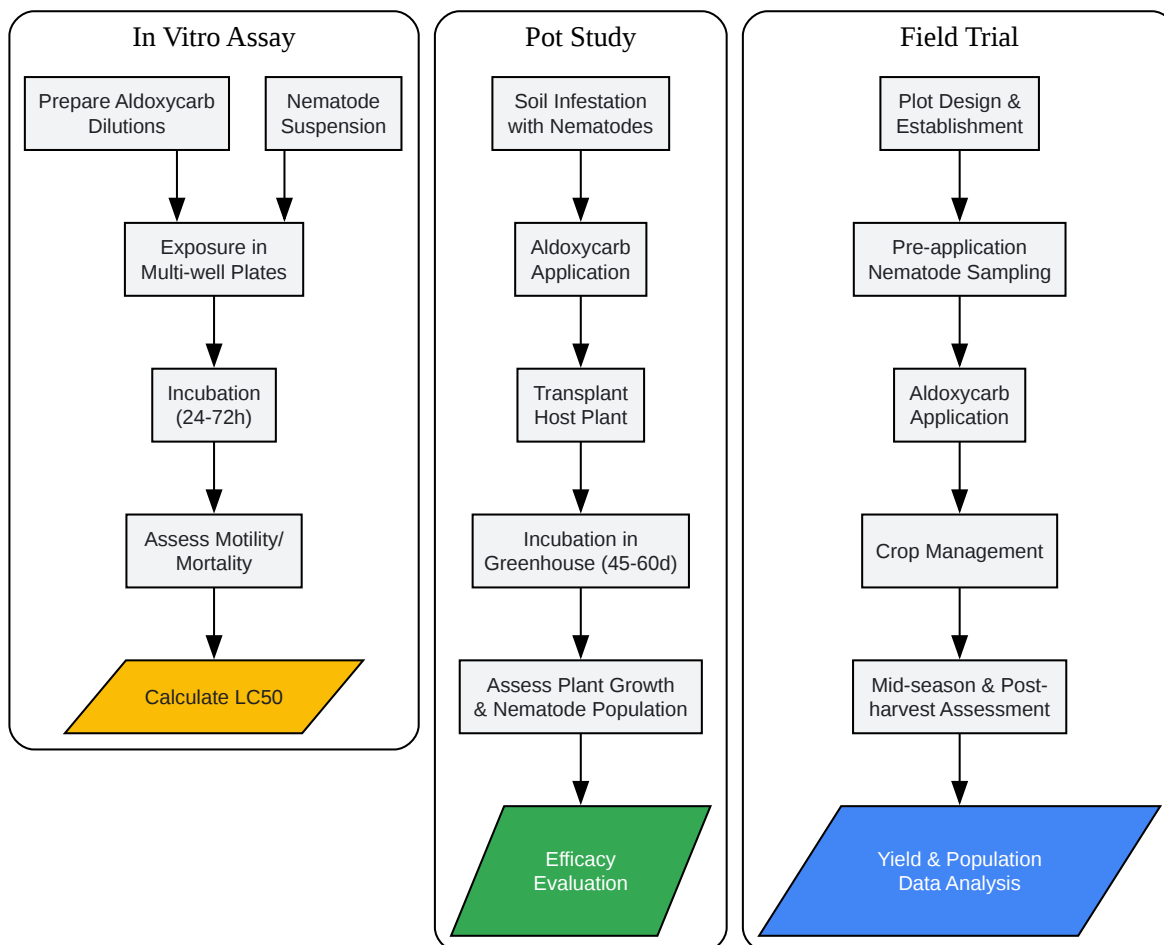 In Vitro Assay
Prepare Aldoxycarb
Dilutions
Nematode
Suspension
Exposure in
Multi-well Plates
Incubation
(24-72h)
Assess Motility/
Mortality
Calculate LC50
Pot Study
Soil Infestation
with Nematodes
Aldoxycarb
Application
Transplant
Host Plant
Incubation in
Greenhouse (45-60d)
Assess Plant Growth
& Nematode Population
Efficacy
Evaluation
Field Trial
Plot Design &
Establishment
Pre-application
Nematode Sampling
Aldoxycarb
Application
Crop Management
Mid-season & Post-
harvest Assessment
Yield & Population
Data Analysis